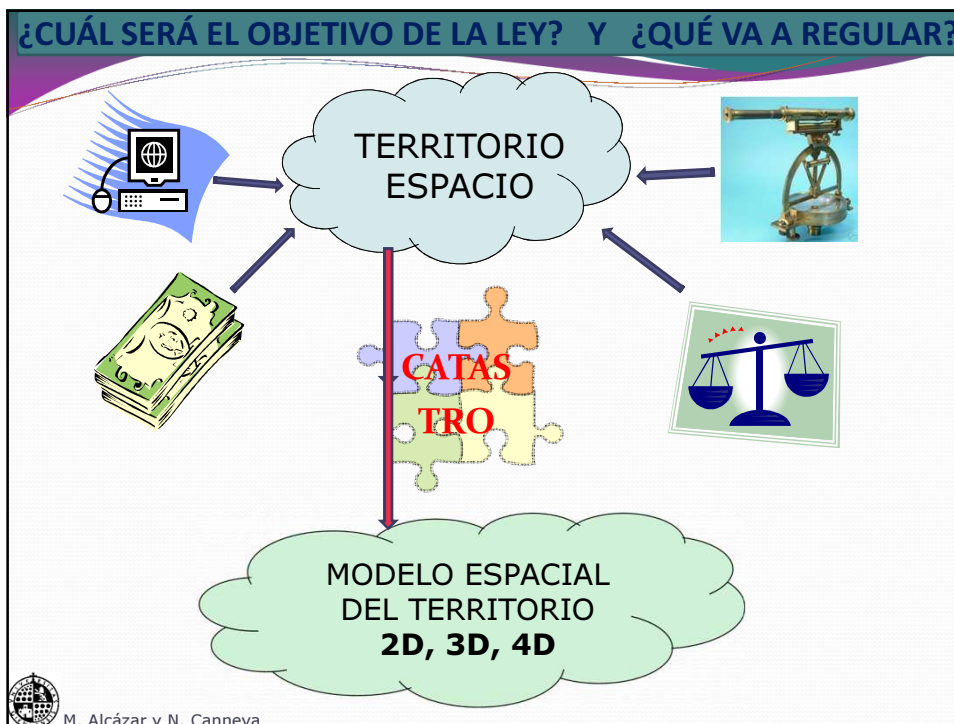 ¿CUÁL SERÁ EL OBJETIVO DE LA LEY? Y ¿QUÉ VA A REGULAR?
TERRITORIO
ESPACIO
CATAS
TRO
MODELO ESPACIAL
DEL TERRITORIO
2D, 3D, 4D
M. Alcázar y N. Canneva